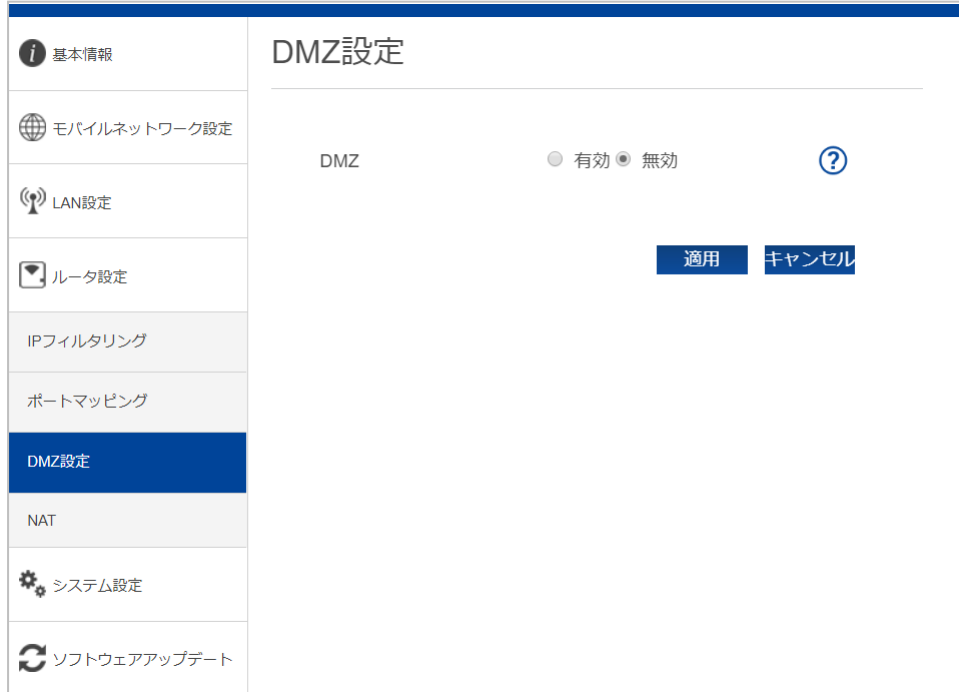 基本情報
モバイルネットワーク設定
LAN設定
ルータ設定
IPフィルタリング
ポートマッピング
DMZ設定
NAT
システム設定
ソフトウェアアップデート
DMZ設定
DMZ 有効 無効 ?
適用 キャンセル